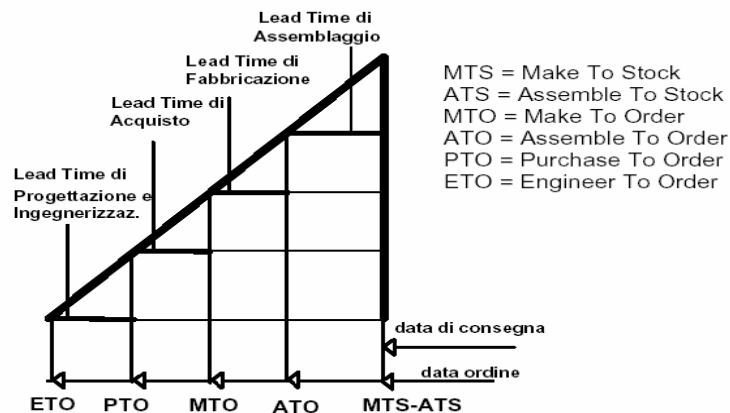 Lead Time di
Assemblaggio
Lead Time di
Fabbricazione
Lead Time di
Acquisto
Lead Time di
Progettazione e
Ingegnerizzaz.
MTS = Make To Stock
ATS = Assemble To Stock
MTO = Make To Order
ATO = Assemble To Order
PTO = Purchase To Order
ETO = Engineer To Order
data di consegna
data ordine
ETO PTO MTO ATO MTS-ATS